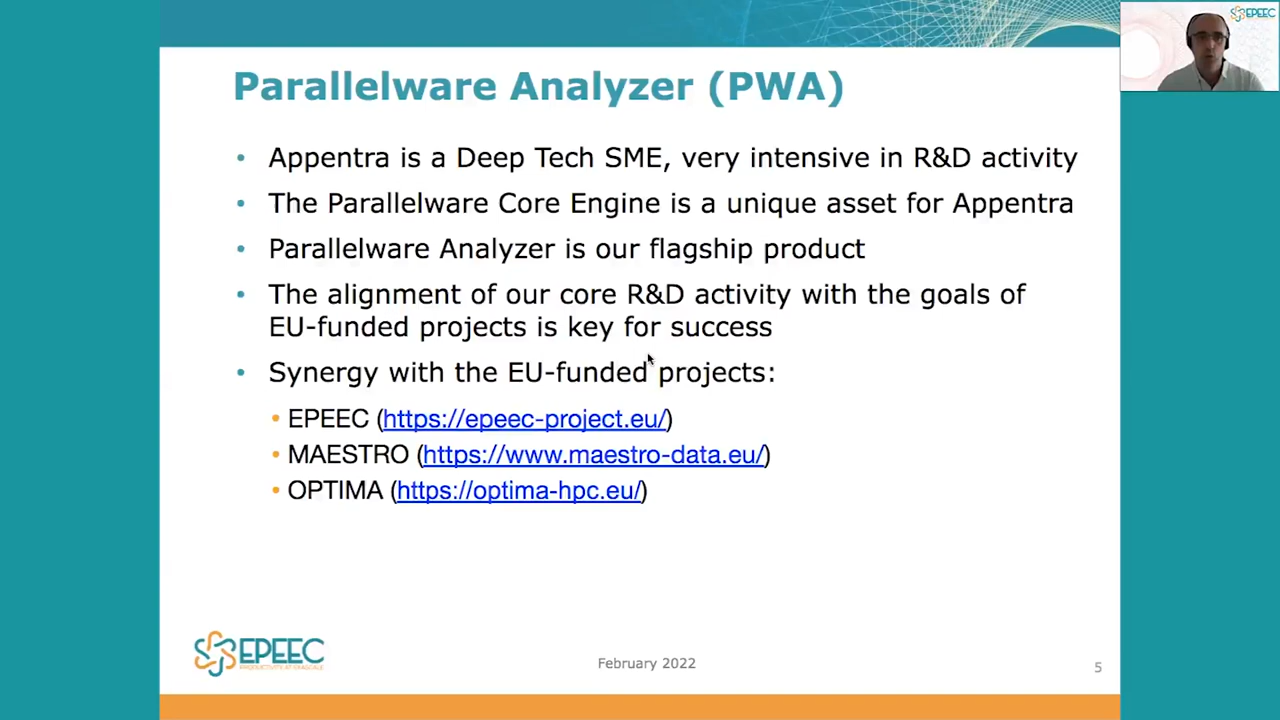 EPEEC
Parallelware Analyzer (PWA)
• Appentra is a Deep Tech SME, very intensive in R&D activity
• The Parallelware Core Engine is a unique asset for Appentra
• Parallelware Analyzer is our flagship product
• The alignment of our core R&D activity with the goals of
EU-funded projects is key for success
• Synergy with the EU-funded projects:
• EPEEC (https://epeec-project.eu/)
• MAESTRO (https://www.maestro-data.eu/)
• OPTIMA (https://optima-hpc.eu/)
EPEEC
PRODUCTIVITY AT EXASCALE
February 2022
5